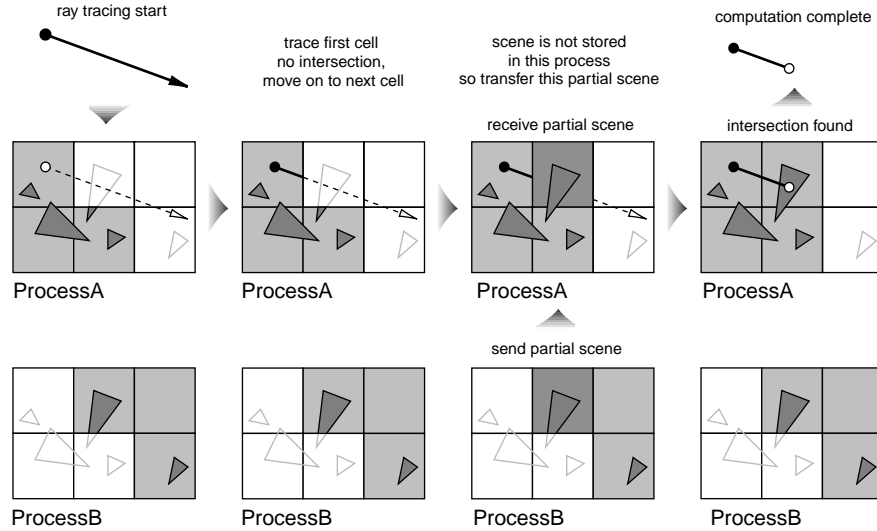 ray tracing start
trace first cell
no intersection,
move on to next cell
scene is not stored
in this process
so transfer this partial scene
computation complete
receive partial scene
intersection found
ProcessA
ProcessA
ProcessA
ProcessA
send partial scene
ProcessB
ProcessB
ProcessB
ProcessB